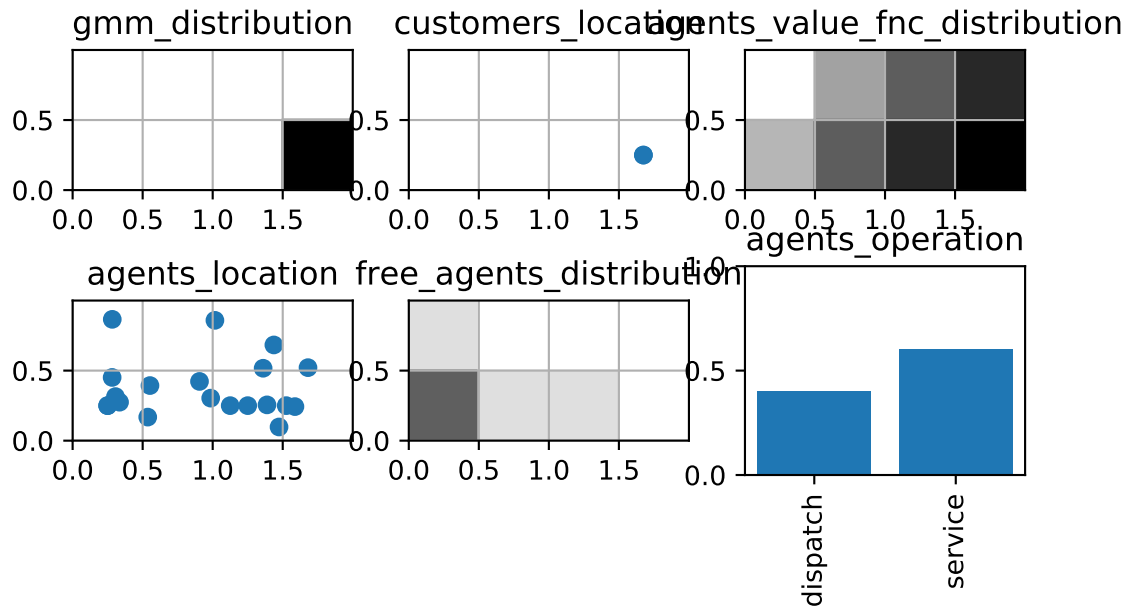 gmm_distribution
customers_location
agents_value_fnc_distribution
0.5
0.0
0.0 0.5 1.0 1.5
0.5
0.0
0.0 0.5 1.0 1.5
0.5
0.0
0.0 0.5 1.0 1.5
agents_location
free_agents_distribution
agents_operation
0.5
0.0
0.0 0.5 1.0 1.5
0.5
0.0
0.0 0.5 1.0 1.5
1.0
0.5
0.0
dispatch
service